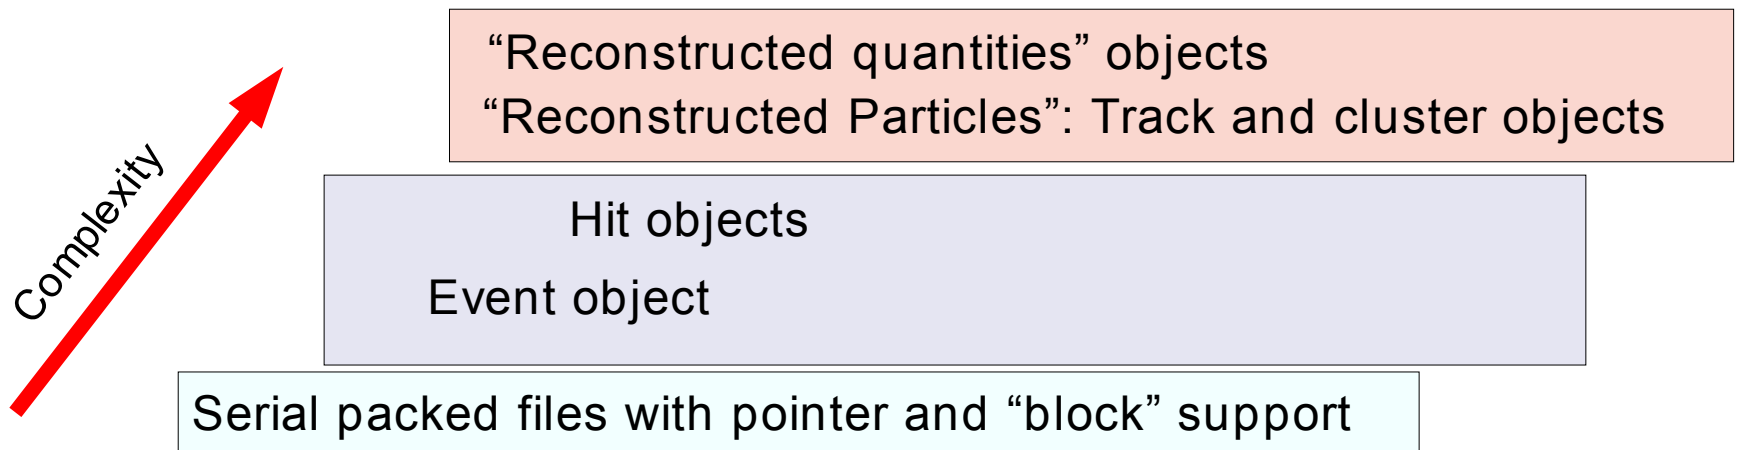 “Reconstructed quantities” objects
“Reconstructed Particles”: Track and cluster objects
Complexity
Hit objects
Event object
Serial packed files with pointer and “block” support